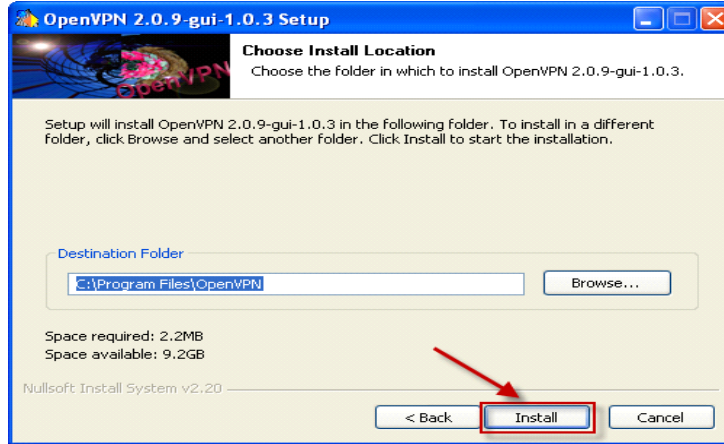 OpenVPN 2.0.9-gui-1.0.3 Setup
OpenVPN
Choose Install Location
Choose the folder in which to install OpenVPN 2.0.9-gui-1.0.3.
Setup will install OpenVPN 2.0.9-gui-1.0.3 in the following folder. To install in a different
folder, click Browse and select another folder. Click Install to start the installation.
Destination Folder
C:\Program Files\OpenVPN
Browse...
Space required: 2.2MB
Space available: 9.2GB
Nullsoft Install System v2.20
< Back
Install
Cancel